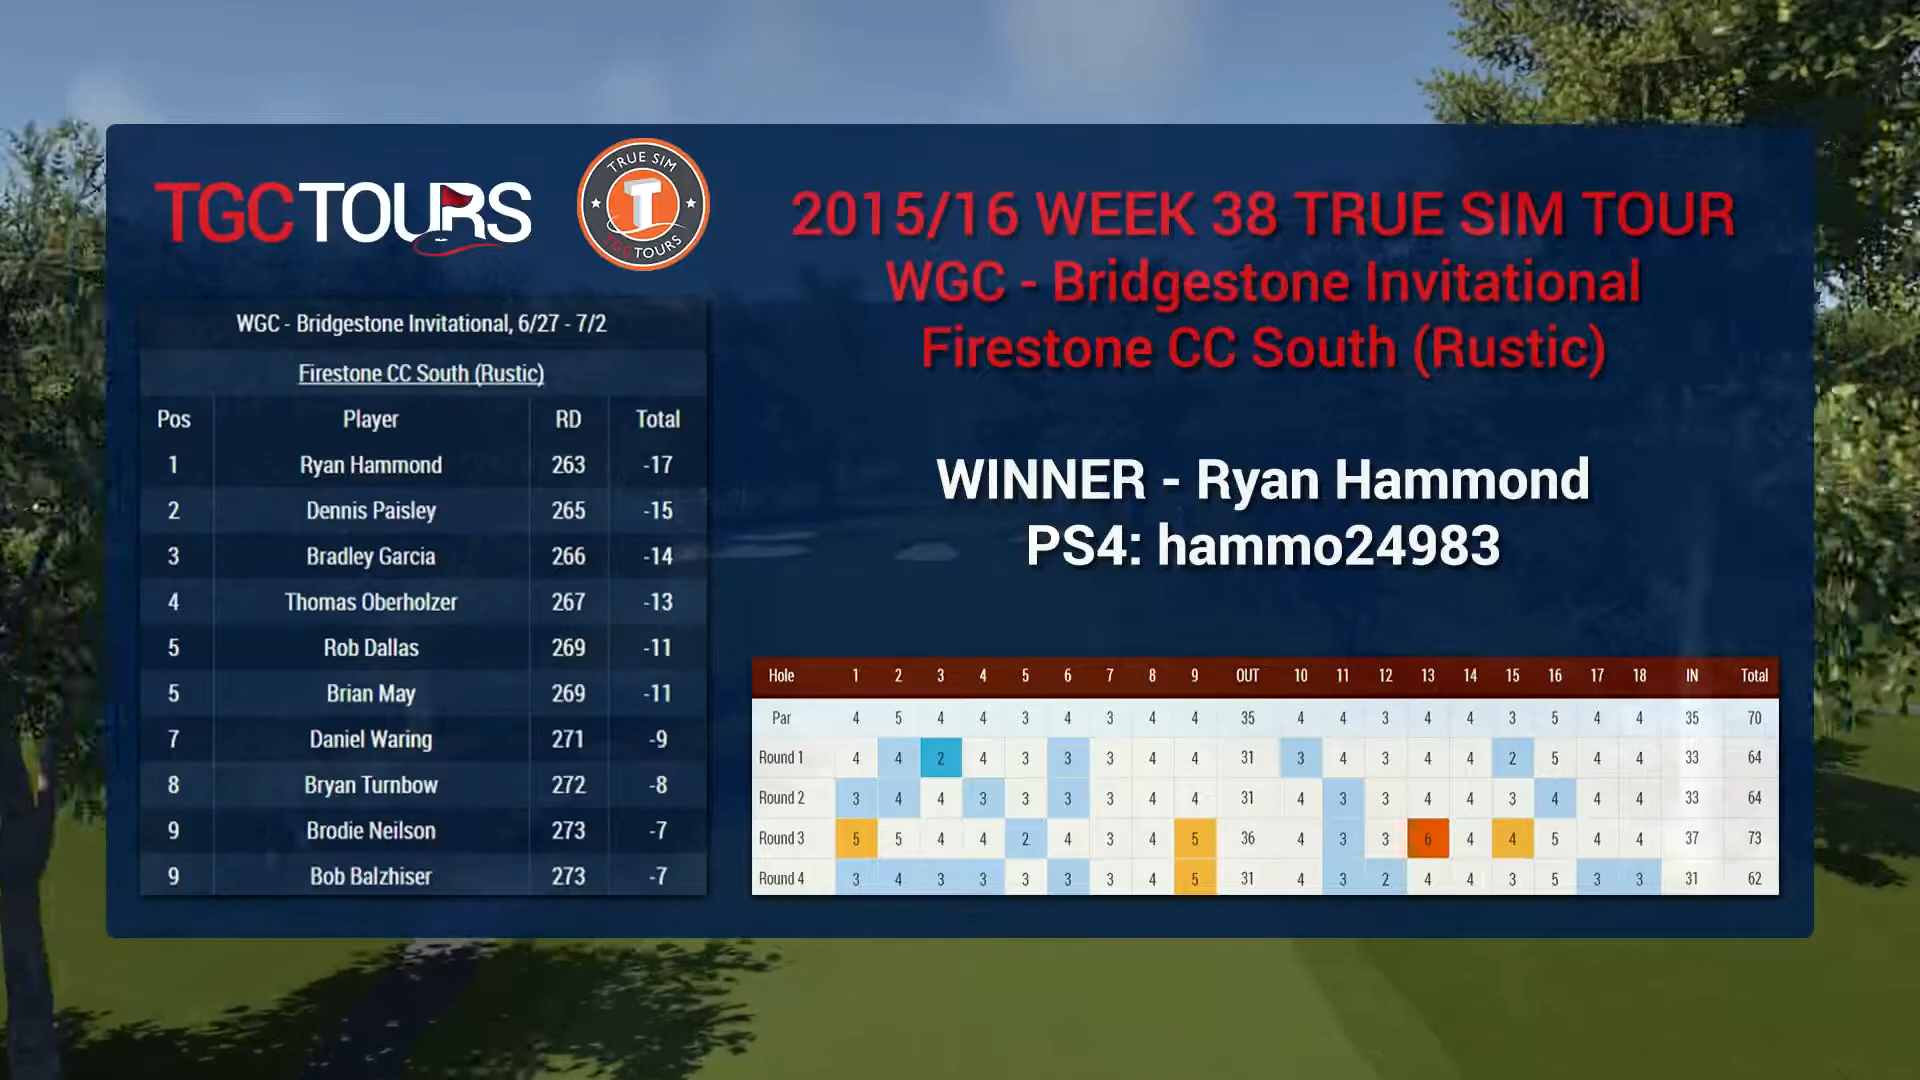 TGCTOURS
TRUE SIM
TGCTOURS
2015/16 WEEK 38 TRUE SIM TOUR
WGC - Bridgestone Invitational
Firestone CC South (Rustic)
WGC - Bridgestone Invitational, 6/27 - 7/2
Firestone CC South (Rustic)
Pos Player RD Total
1 Ryan Hammond 263 -17
2 Dennis Paisley 265 -15
3 Bradley Garcia 266 -14
4 Thomas Oberholzer 267 -13
5 Rob Dallas 269 -11
5 Brian May 269 -11
7 Daniel Waring 271 -9
8 Bryan Turnbow 272 -8
9 Brodie Neilson 273 -7
9 Bob Balzhiser 273 -7
WINNER - Ryan Hammond
PS4: hammo24983
Hole 1 2 3 4 5 6 7 8 9 OUT 10 11 12 13 14 15 16 17 18 IN Total
Par 4 5 4 4 3 4 3 4 4 35 4 4 3 4 4 3 5 4 4 35 70
Round 1 4 4 2 4 3 3 3 4 4 31 3 4 3 4 4 2 5 4 4 33 64
Round 2 3 4 4 3 3 3 3 4 4 31 4 3 3 4 4 3 4 4 4 33 64
Round 3 5 5 4 4 2 4 3 4 5 36 4 3 3 6 4 4 5 4 4 37 73
Round 4 3 4 3 3 3 3 3 4 5 31 4 3 2 4 4 3 5 3 3 31 62